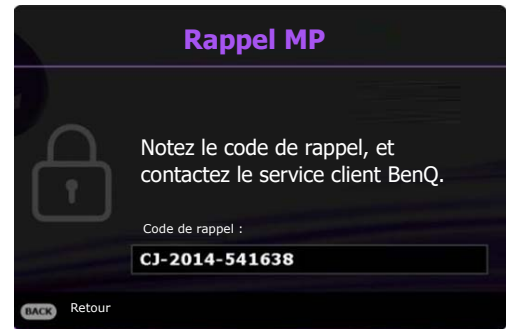 Rappel MP
Notez le code de rappel, et
contactez le service client BenQ.
Code de rappel :
CJ-2014-541638
BACK Retour